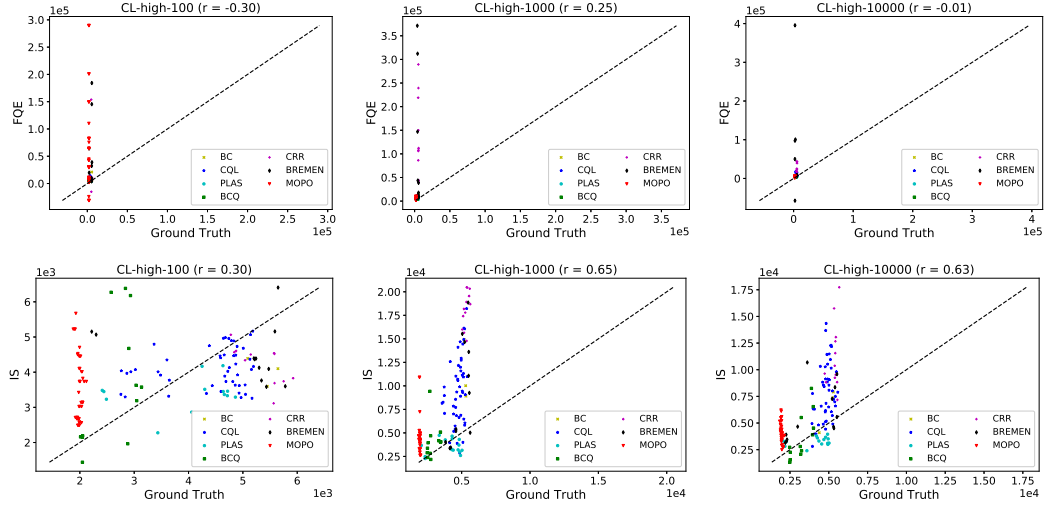 CL-high-100 (r = -0.30)
1e5
FQE
3.0
2.5
2.0
1.5
1.0
0.5
0.0
0.0 0.5 1.0 1.5 2.0 2.5 3.0
Ground Truth
1e5
BC CRR
CQL BREMEN
PLAS MOPO
BCQ
CL-high-1000 (r = 0.25)
1e5
FQE
3.5
3.0
2.5
2.0
1.5
1.0
0.5
0.0
0.0 0.5 1.0 1.5 2.0 2.5 3.0 3.5
Ground Truth
1e5
BC CRR
CQL BREMEN
PLAS MOPO
BCQ
CL-high-10000 (r = -0.01)
1e5
FQE
4
3
2
1
0
0 1 2 3 4
Ground Truth
1e5
BC CRR
CQL BREMEN
PLAS MOPO
BCQ
CL-high-100 (r = 0.30)
1e3
IS
6
5
4
3
2
2 3 4 5 6
Ground Truth
1e3
BC CRR
CQL BREMEN
PLAS MOPO
BCQ
CL-high-1000 (r = 0.65)
1e4
IS
2.00
1.75
1.50
1.25
1.00
0.75
0.50
0.25
0.5 1.0 1.5 2.0
Ground Truth
1e4
BC CRR
CQL BREMEN
PLAS MOPO
BCQ
CL-high-10000 (r = 0.63)
1e4
IS
1.75
1.50
1.25
1.00
0.75
0.50
0.25
0.25 0.50 0.75 1.00 1.25 1.50 1.75
Ground Truth
1e4
BC CRR
CQL BREMEN
PLAS MOPO
BCQ